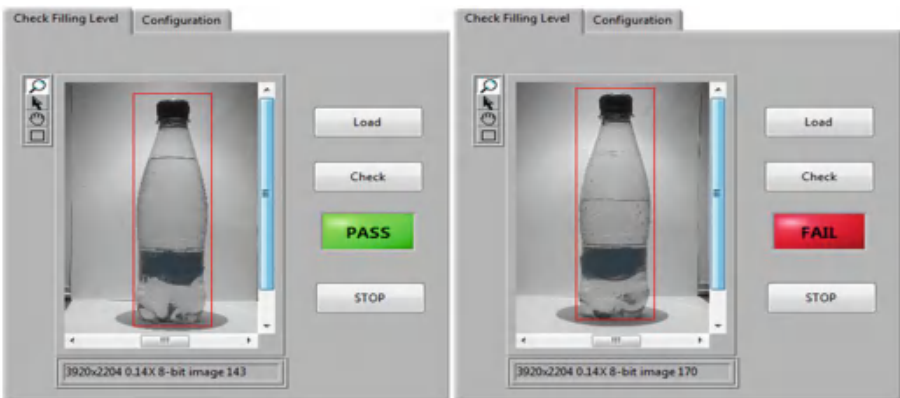 Check Filling Level
Configuration
Load
Check
PASS
STOP
3920x2204 0.14X 8-bit image 143
Check Filling Level
Configuration
Load
Check
FAIL
STOP
3920x2204 0.14X 8-bit image 170